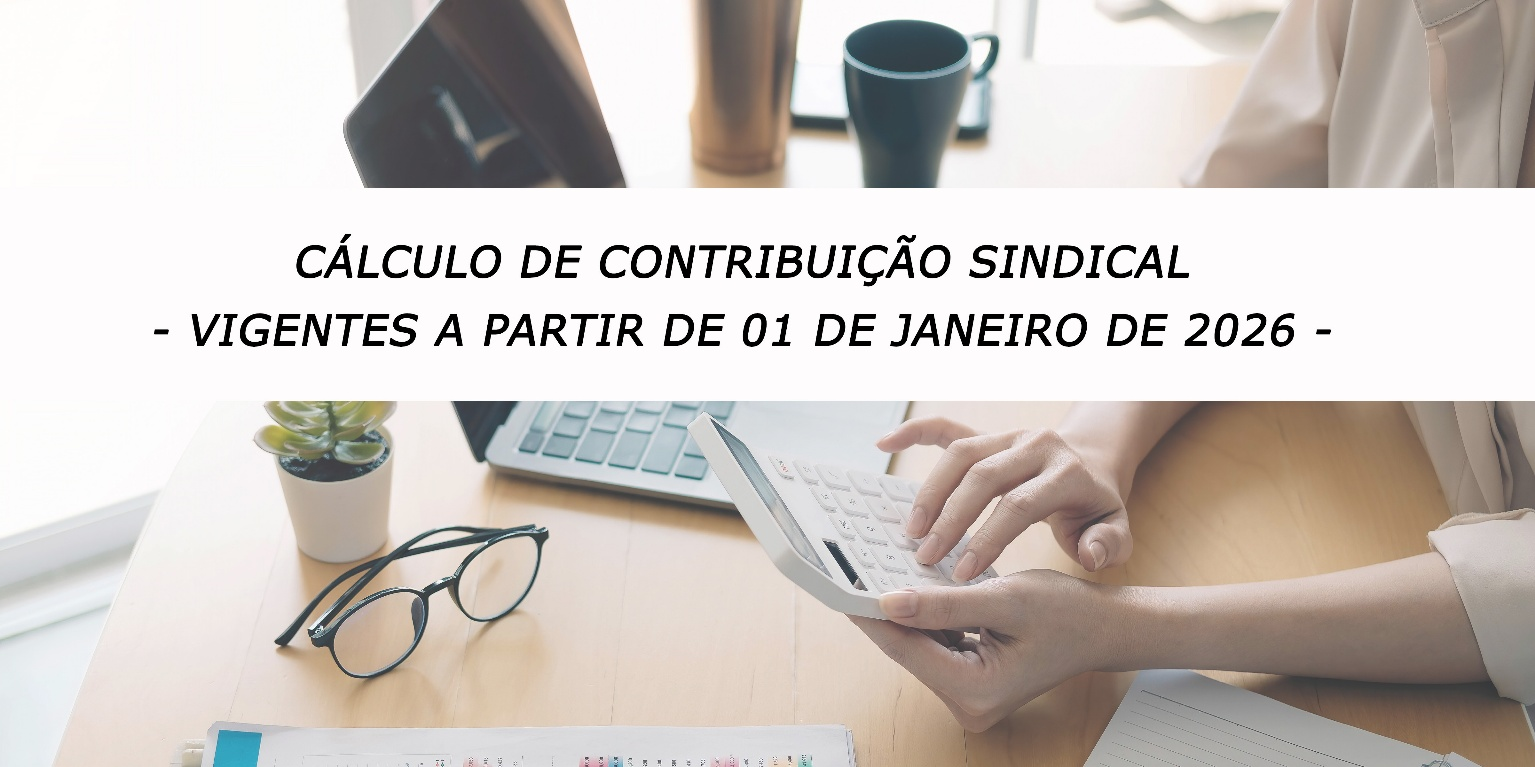 CÁLCULO DE CONTRIBUIÇÃO SINDICAL
- VIGENTES A PARTIR DE 01 DE JANEIRO DE 2026 -